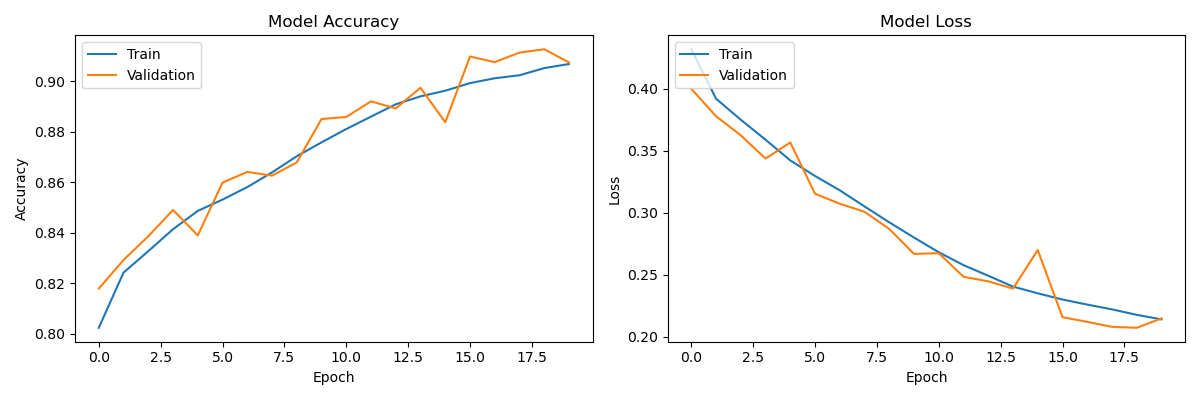 Model Accuracy
Train
Validation
0.90
0.88
0.86
0.84
0.82
0.80
Accuracy
0.0 2.5 5.0 7.5 10.0 12.5 15.0 17.5
Epoch
Model Loss
Train
Validation
0.40
0.35
0.30
0.25
0.20
Loss
0.0 2.5 5.0 7.5 10.0 12.5 15.0 17.5
Epoch